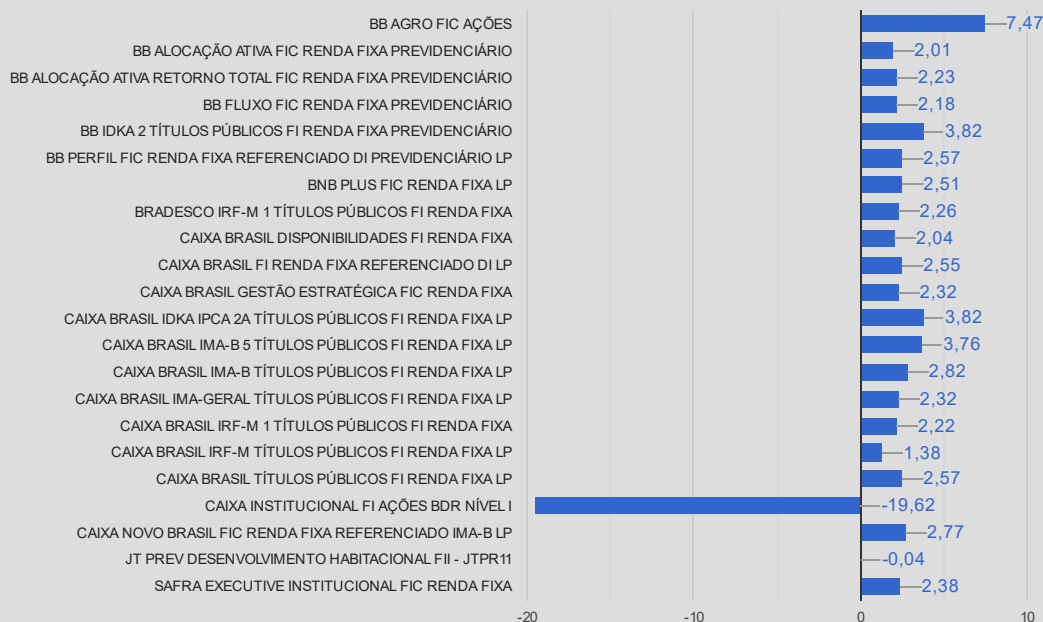 BB AGRO FIC AÇÕES 7,47
BB ALOCAÇÃO ATIVA FIC RENDA FIXA PREVIDENCIÁRIO 2,01
BB ALOCAÇÃO ATIVA RETORNO TOTAL FIC RENDA FIXA PREVIDENCIÁRIO 2,23
BB FLUXO FIC RENDA FIXA PREVIDENCIÁRIO 2,18
BB IDKA 2 TÍTULOS PÚBLICOS FI RENDA FIXA PREVIDENCIÁRIO 3,82
BB PERFIL FIC RENDA FIXA REFERENCIADO DI PREVIDENCIÁRIO LP 2,57
BNB PLUS FIC RENDA FIXA LP 2,51
BRADESCO IRF-M 1 TÍTULOS PÚBLICOS FI RENDA FIXA 2,26
CAIXA BRASIL DISPONIBILIDADES FI RENDA FIXA 2,04
CAIXA BRASIL FI RENDA FIXA REFERENCIADO DI LP 2,55
CAIXA BRASIL GESTÃO ESTRATÉGICA FIC RENDA FIXA 2,32
CAIXA BRASIL IDKA IPCA 2A TÍTULOS PÚBLICOS FI RENDA FIXA LP 3,82
CAIXA BRASIL IMA-B 5 TÍTULOS PÚBLICOS FI RENDA FIXA LP 3,76
CAIXA BRASIL IMA-B TÍTULOS PÚBLICOS FI RENDA FIXA LP 2,82
CAIXA BRASIL IMA-GERAL TÍTULOS PÚBLICOS FI RENDA FIXA LP 2,32
CAIXA BRASIL IRF-M 1 TÍTULOS PÚBLICOS FI RENDA FIXA 2,22
CAIXA BRASIL IRF-M TÍTULOS PÚBLICOS FI RENDA FIXA LP 1,38
CAIXA BRASIL TÍTULOS PÚBLICOS FI RENDA FIXA LP 2,57
CAIXA INSTITUCIONAL FI AÇÕES BDR NÍVEL I -19,62
CAIXA NOVO BRASIL FIC RENDA FIXA REFERENCIADO IMA-B LP 2,77
JT PREV DESENVOLVIMENTO HABITACIONAL FII - JTPR11 -0,04
SAFRA EXECUTIVE INSTITUCIONAL FIC RENDA FIXA 2,38
-20 -10 0 10